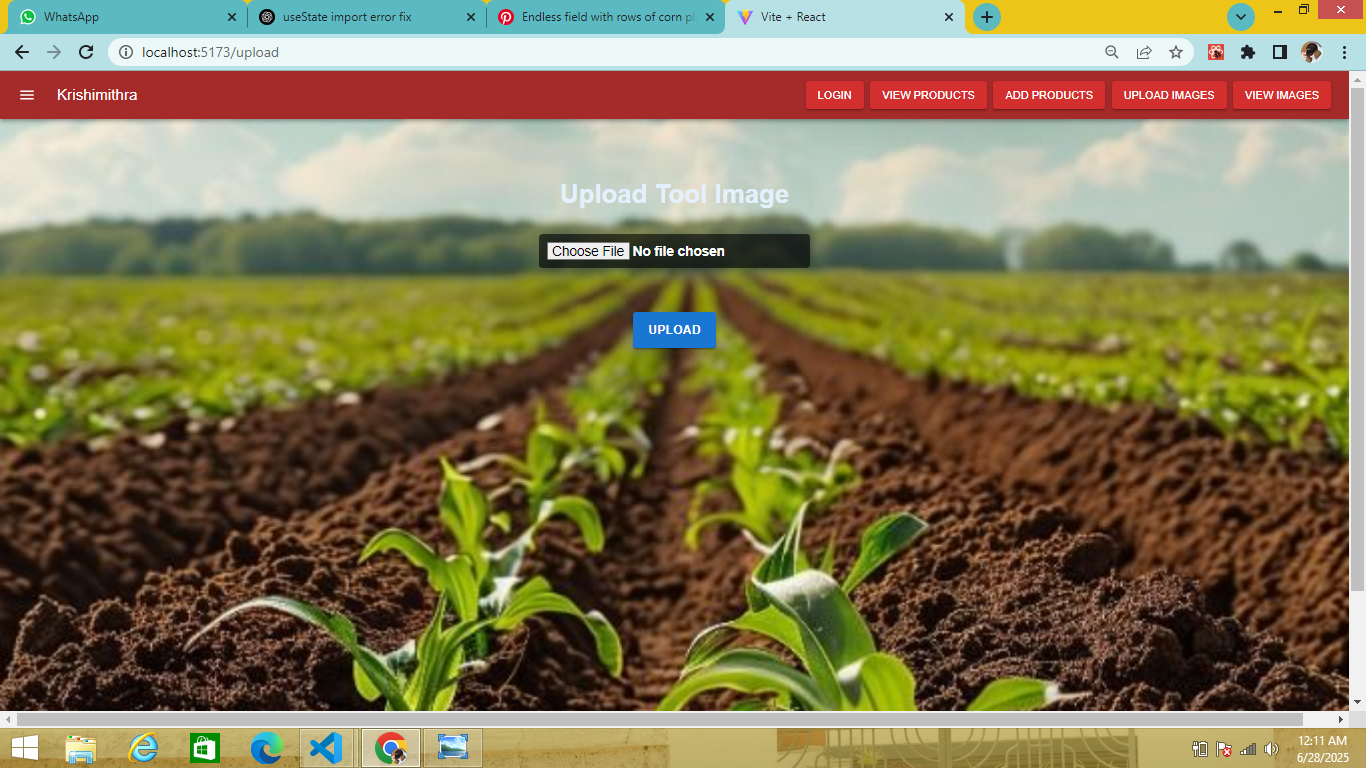 WhatsApp
useState import error fix
Endless field with rows of corn pl
Vite + React
localhost:5173/upload
Krishimithra
LOGIN
VIEW PRODUCTS
ADD PRODUCTS
UPLOAD IMAGES
VIEW IMAGES
Upload Tool Image
Choose File No file chosen
UPLOAD
12:11 AM
6/28/2025